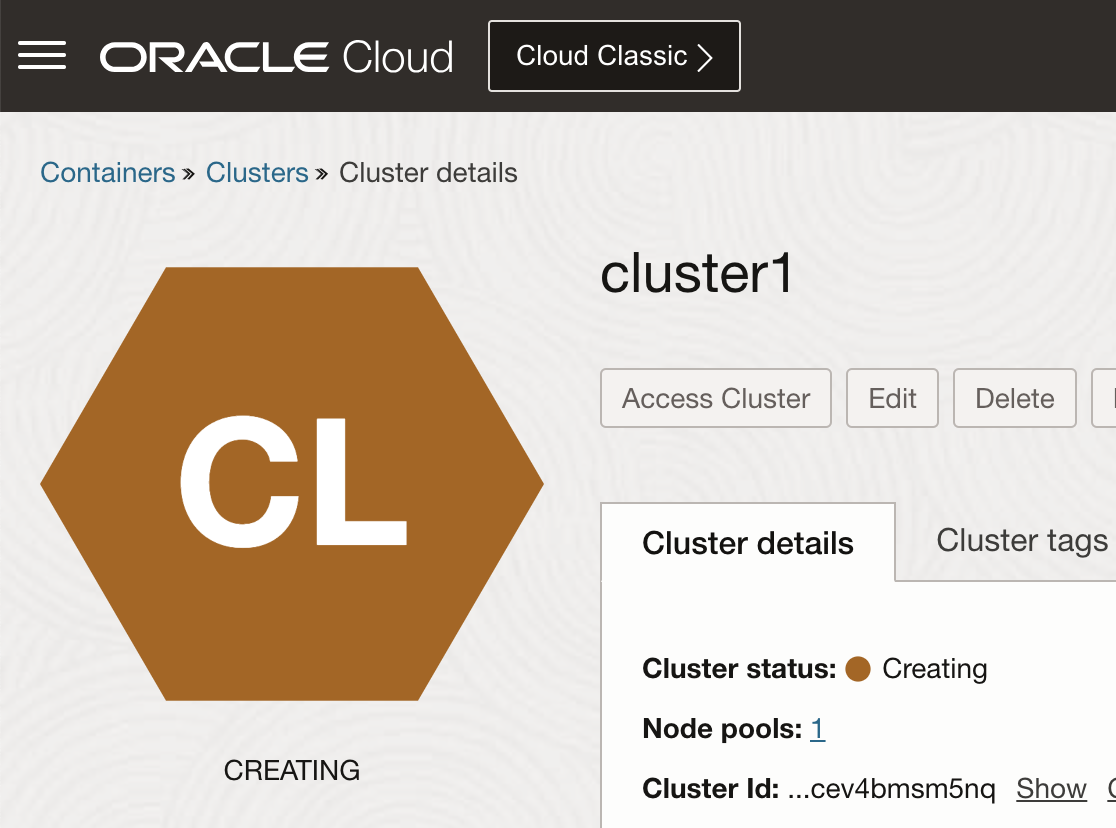 ORACLE Cloud
Cloud Classic
Containers » Clusters » Cluster details
cluster1
Access Cluster Edit Delete
CL
Cluster details Cluster tags
Cluster status: Creating
Node pools: 1
CREATING
Cluster Id: ...cev4bmsm5nq Show